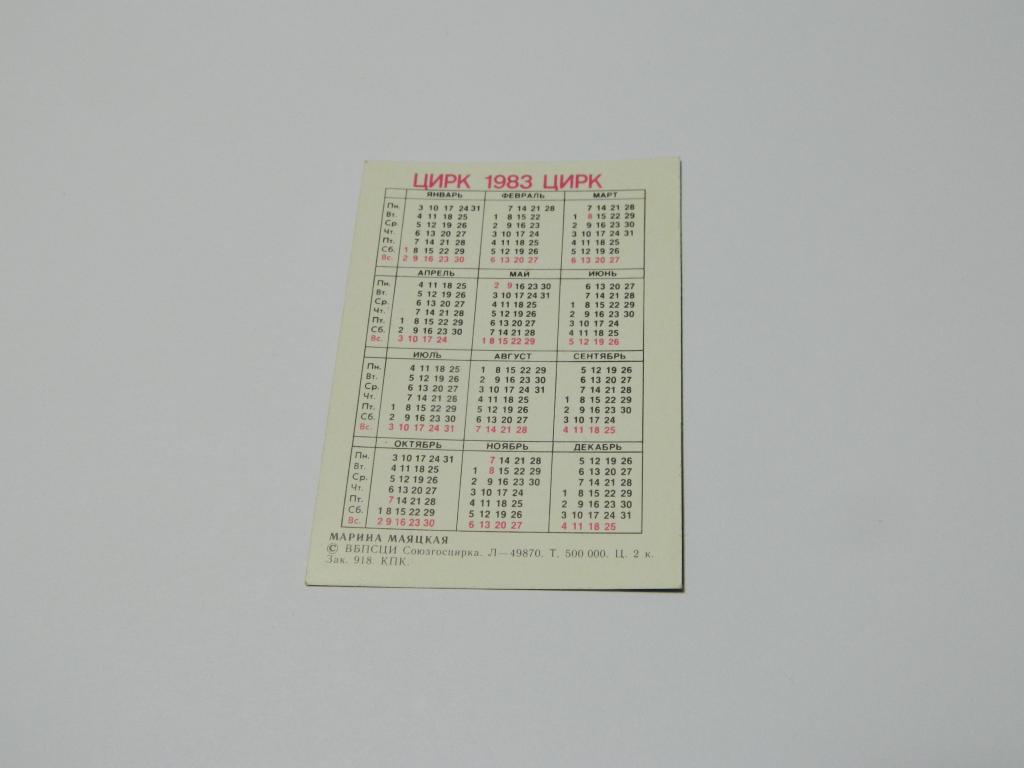 ЦИРК 1983 ЦИРК
ЯНВАРЬ ФЕВРАЛЬ МАРТ
Пн. 3 10 17 24 31 7 14 21 28 7 14 21 28
Вт. 4 11 18 25 1 8 15 22 1 8 15 22 29
Ср. 5 12 19 26 2 9 16 23 2 9 16 23 30
Чт. 6 13 20 27 3 10 17 24 3 10 17 24 31
Пт. 7 14 21 28 4 11 18 25 4 11 18 25
Сб. 1 8 15 22 29 5 12 19 26 5 12 19 26
Вс. 2 9 16 23 30 6 13 20 27 6 13 20 27
АПРЕЛЬ МАЙ ИЮНЬ
Пн. 4 11 18 25 2 9 16 23 30 6 13 20 27
Вт. 5 12 19 26 3 10 17 24 31 7 14 21 28
Ср. 6 13 20 27 4 11 18 25 1 8 15 22 29
Чт. 7 14 21 28 5 12 19 26 2 9 16 23 30
Пт. 1 8 15 22 29 6 13 20 27 3 10 17 24
Сб. 2 9 16 23 30 7 14 21 28 4 11 18 25
Вс. 3 10 17 24 1 8 15 22 29 5 12 19 26
ИЮЛЬ АВГУСТ СЕНТЯБРЬ
Пн. 4 11 18 25 1 8 15 22 29 5 12 19 26
Вт. 5 12 19 26 2 9 16 23 30 6 13 20 27
Ср. 6 13 20 27 3 10 17 24 31 7 14 21 28
Чт. 7 14 21 28 4 11 18 25 1 8 15 22 29
Пт. 1 8 15 22 29 5 12 19 26 2 9 16 23 30
Сб. 2 9 16 23 30 6 13 20 27 3 10 17 24
Вс. 3 10 17 24 31 7 14 21 28 4 11 18 25
ОКТЯБРЬ НОЯБРЬ ДЕКАБРЬ
Пн. 3 10 17 24 31 7 14 21 28 5 12 19 26
Вт. 4 11 18 25 1 8 15 22 29 6 13 20 27
Ср. 5 12 19 26 2 9 16 23 30 7 14 21 28
Чт. 6 13 20 27 3 10 17 24 1 8 15 22 29
Пт. 7 14 21 28 4 11 18 25 2 9 16 23 30
Сб. 1 8 15 22 29 5 12 19 26 3 10 17 24 31
Вс. 2 9 16 23 30 6 13 20 27 4 11 18 25
МАРИНА МАЯЦКАЯ
© ВБПСЦИ Союзгосцирка. Л—49870. Т. 500 000. Ц. 2 к.
Зак. 918. КПК.